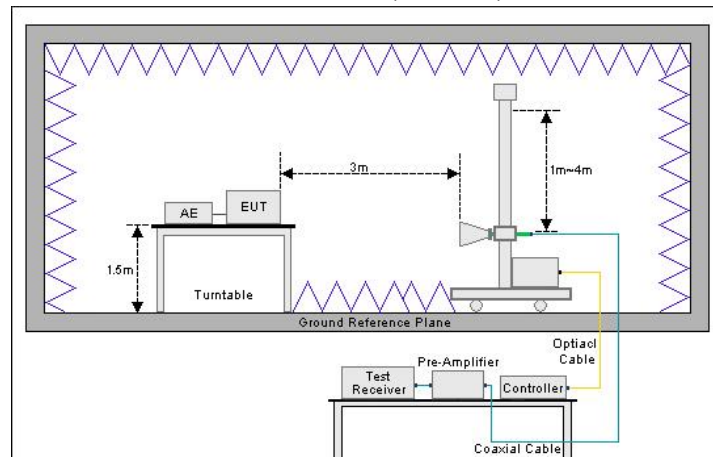 3m
1m~4m
AE
EUT
1.5m
Turntable
Ground Reference Plane
Optiacl
Cable
Pre-Amplifier
Test
Receiver
Controller
Coaxial Cable